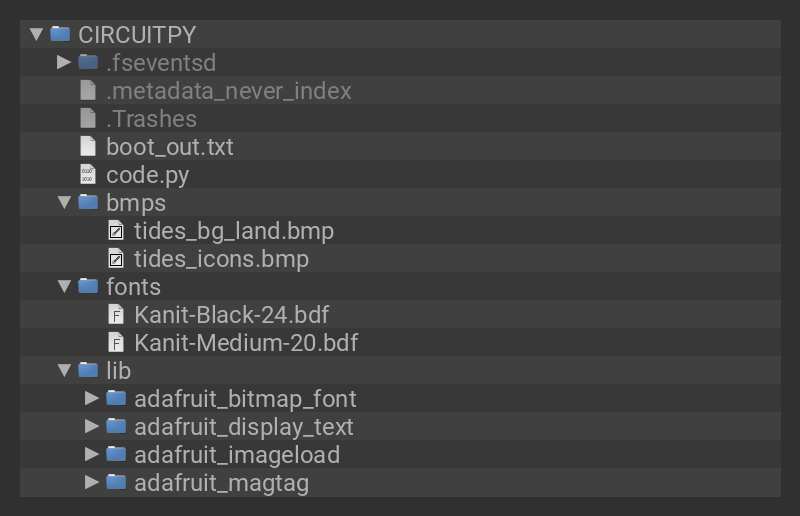 CIRCUITPY
.fseventsd
.metadata_never_index
.Trashes
boot_out.txt
code.py
bmps
tides_bg_land.bmp
tides_icons.bmp
fonts
Kanit-Black-24.bdf
Kanit-Medium-20.bdf
lib
adafruit_bitmap_font
adafruit_display_text
adafruit_imageload
adafruit_magtag